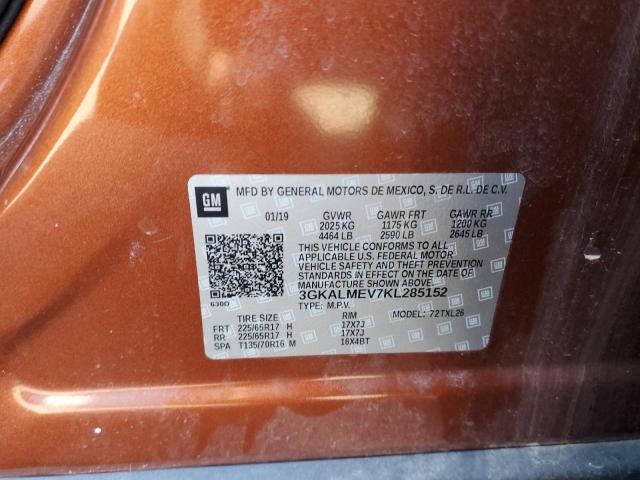 GM
MFD BY GENERAL MOTORS DE MEXICO, S. DE R.L. DE C.V.
01/19 GVWR GAWR FRT GAWR RR
2025 KG 1175 KG 1200 KG
4464 LB 2590 LB 2645 LB
THIS VEHICLE CONFORMS TO ALL
APPLICABLE U.S. FEDERAL MOTOR
VEHICLE SAFETY AND THEFT PREVENTION
STANDARDS IN EFFECT ON THE DATE OF
MANUFACTURE SHOWN ABOVE.
630D 3GKALMEV7KL285152
TYPE: M.P.V. MODEL: 72TXL26
TIRE SIZE RIM
FRT 225/65R17 H 17X7J
RR 225/65R17 H 17X7J
SPA T135/70R16 M 16X4BT